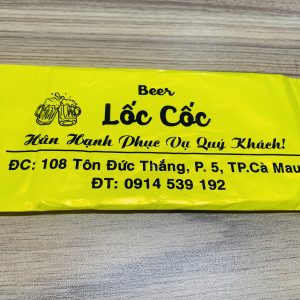 Beer
Lốc Cốc
Hân Hạnh Phục Vụ Quý Khách!
ĐC: 108 Tôn Đức Thắng, P. 5, TP.Cà Mau
ĐT: 0914 539 192